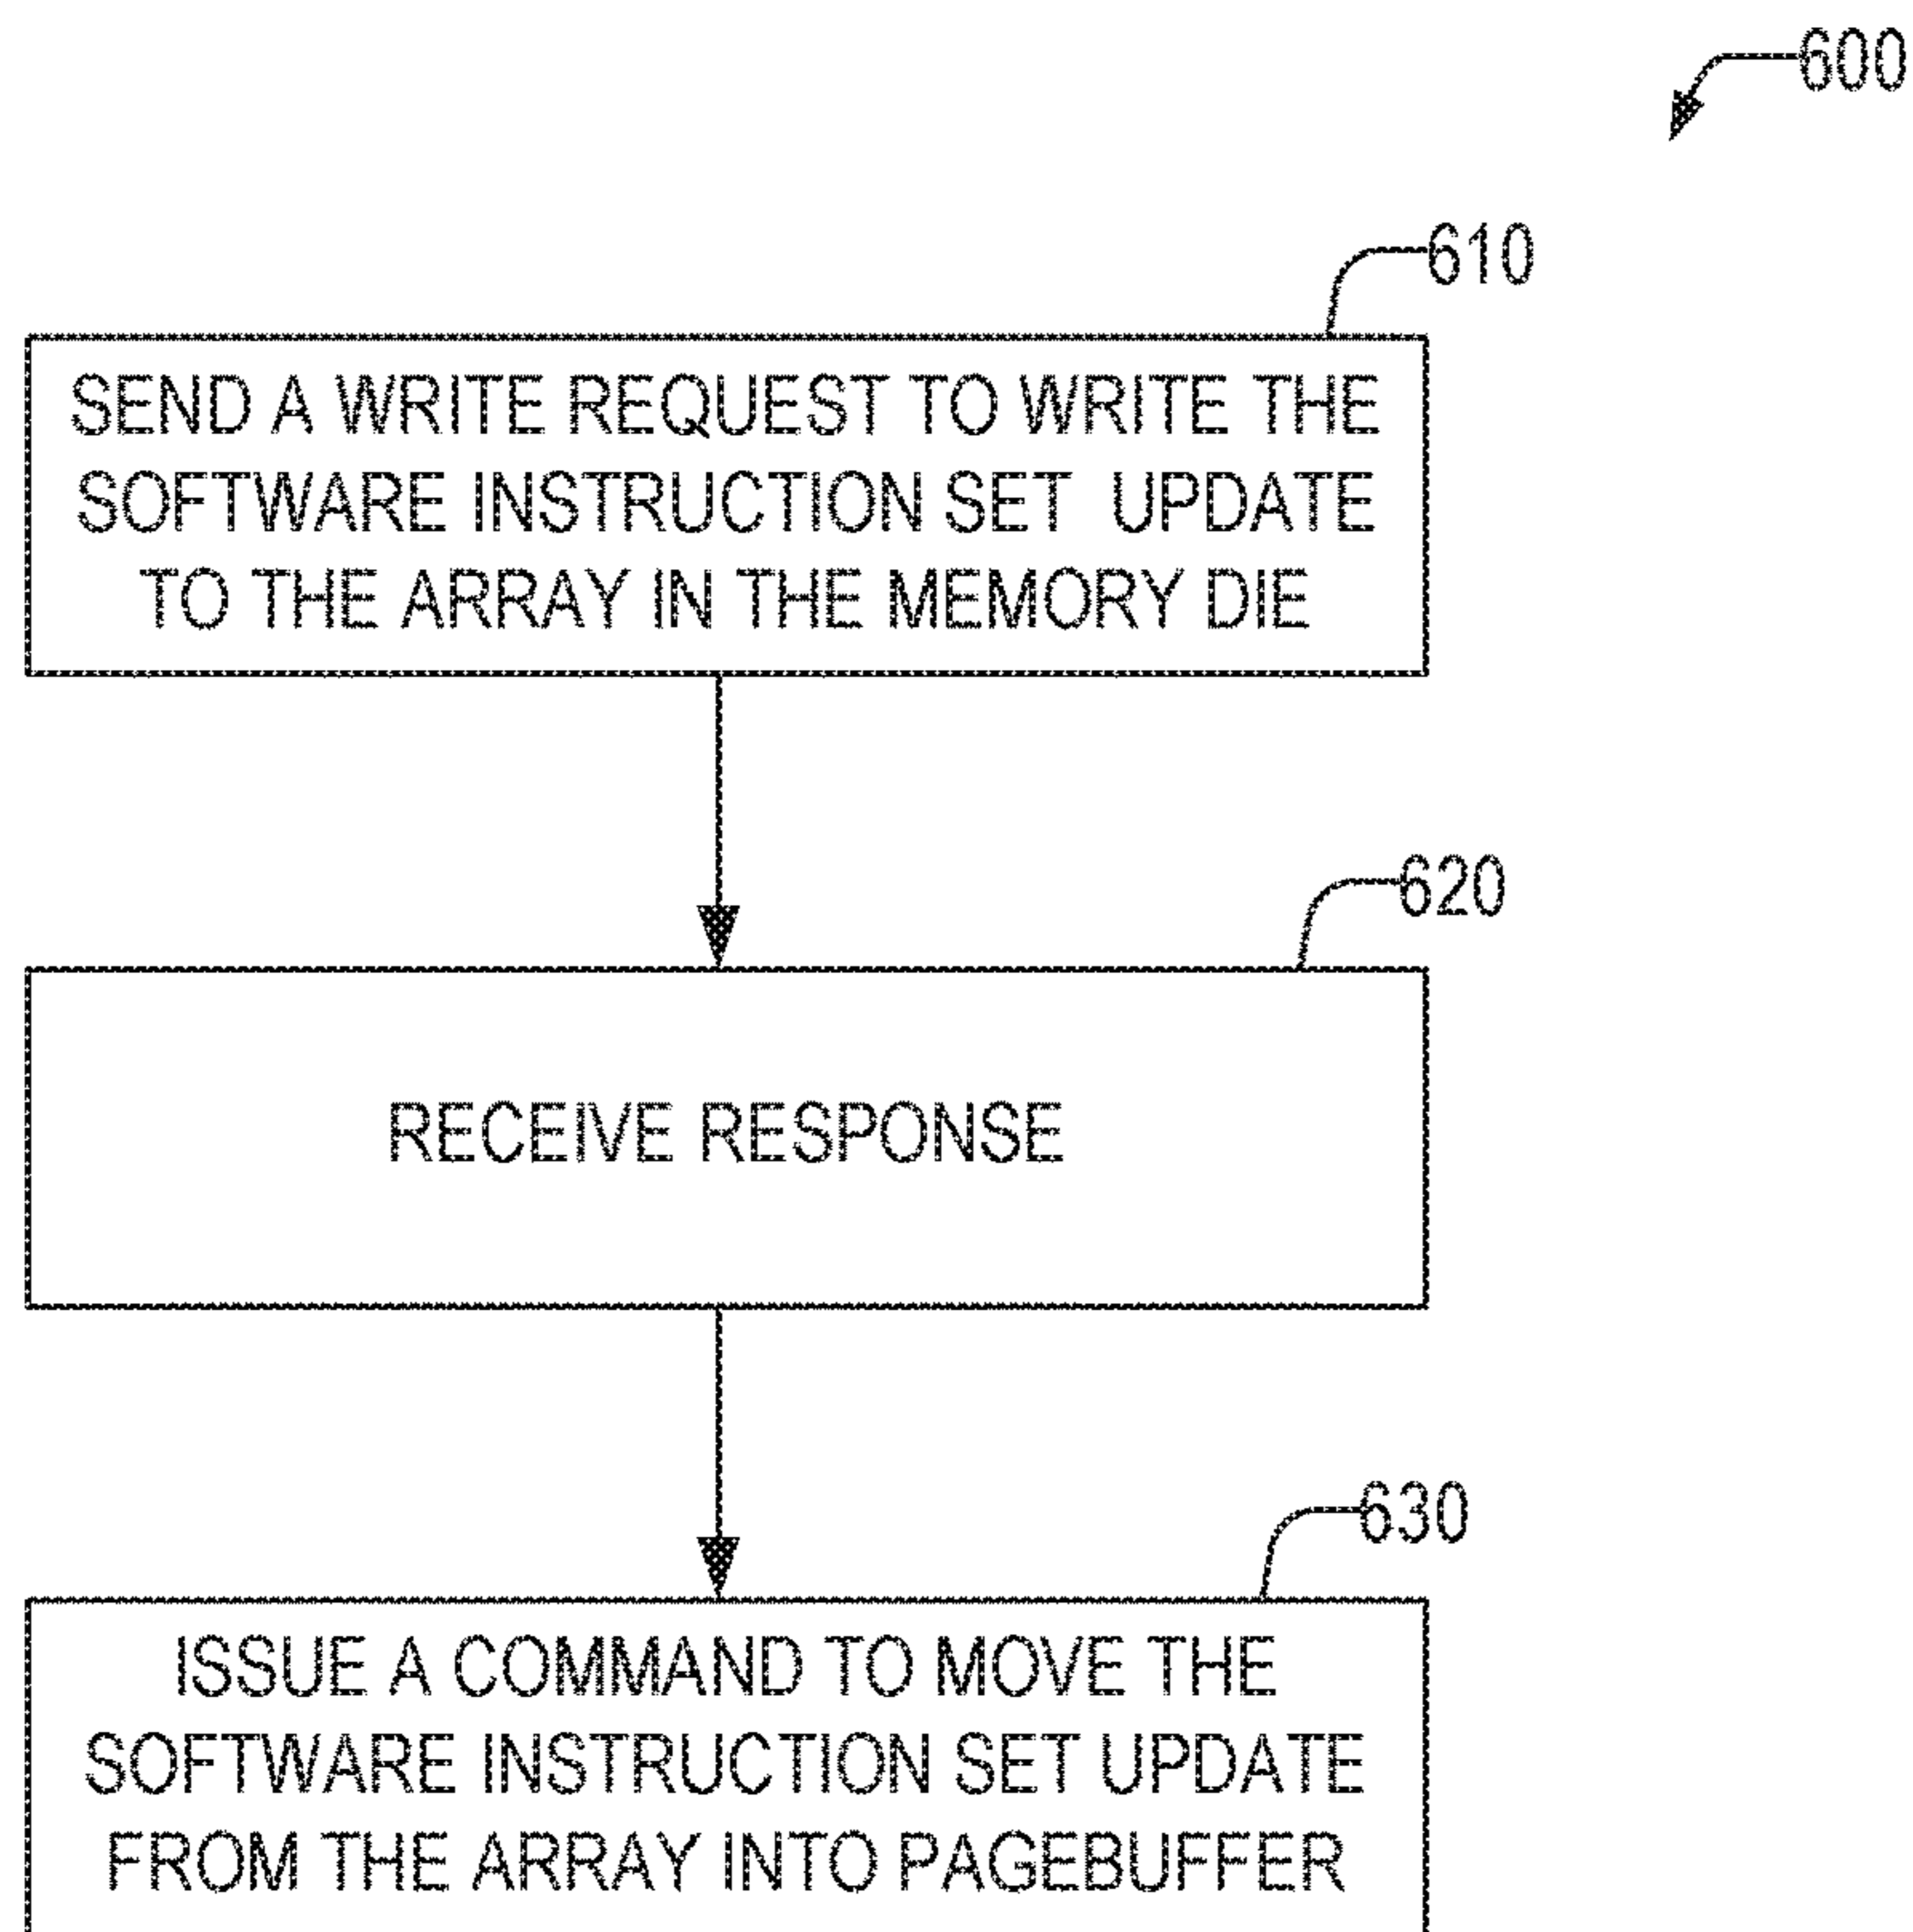 600
610
SEND A WRITE REQUEST TO WRITE THE
SOFTWARE INSTRUCTION SET UPDATE
TO THE ARRAY IN THE MEMORY DIE
620
RECEIVE RESPONSE
630
ISSUE A COMMAND TO MOVE THE
SOFTWARE INSTRUCTION SET UPDATE
FROM THE ARRAY INTO PAGEBUFFER